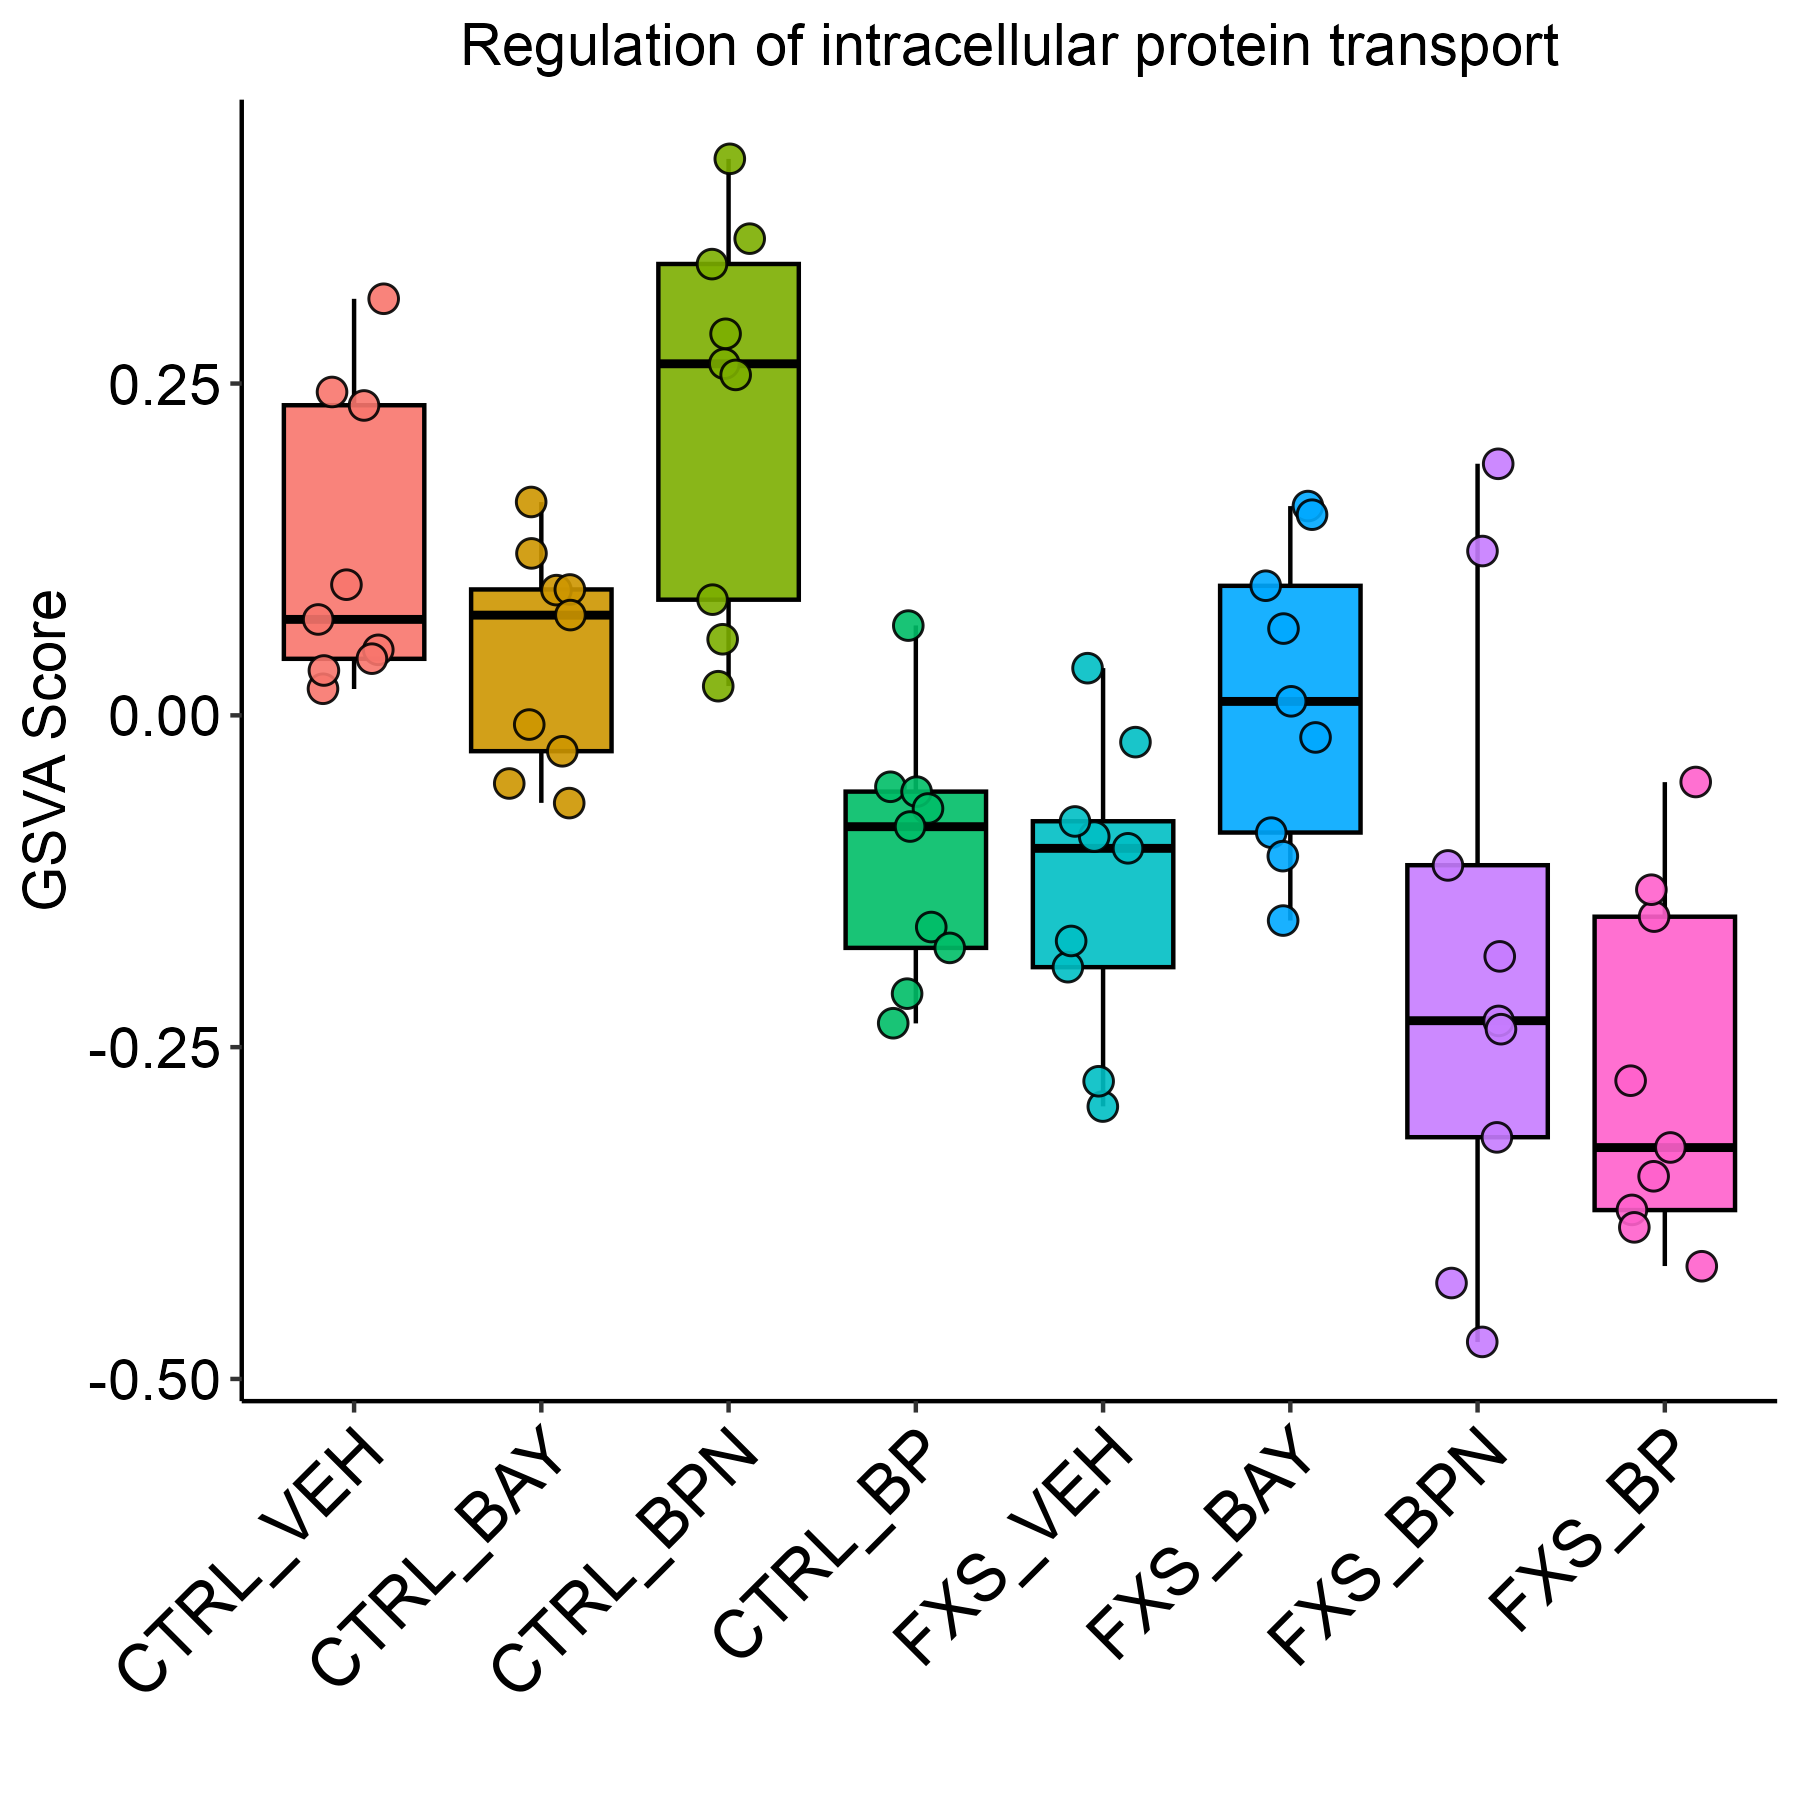 Regulation of intracellular protein transport
GSVA Score
0.25
0.00
-0.25
-0.50
CTRL_VEH
CTRL_BAY
CTRL_BPN
CTRL_BP
FXS_VEH
FXS_BAY
FXS_BPN
FXS_BP